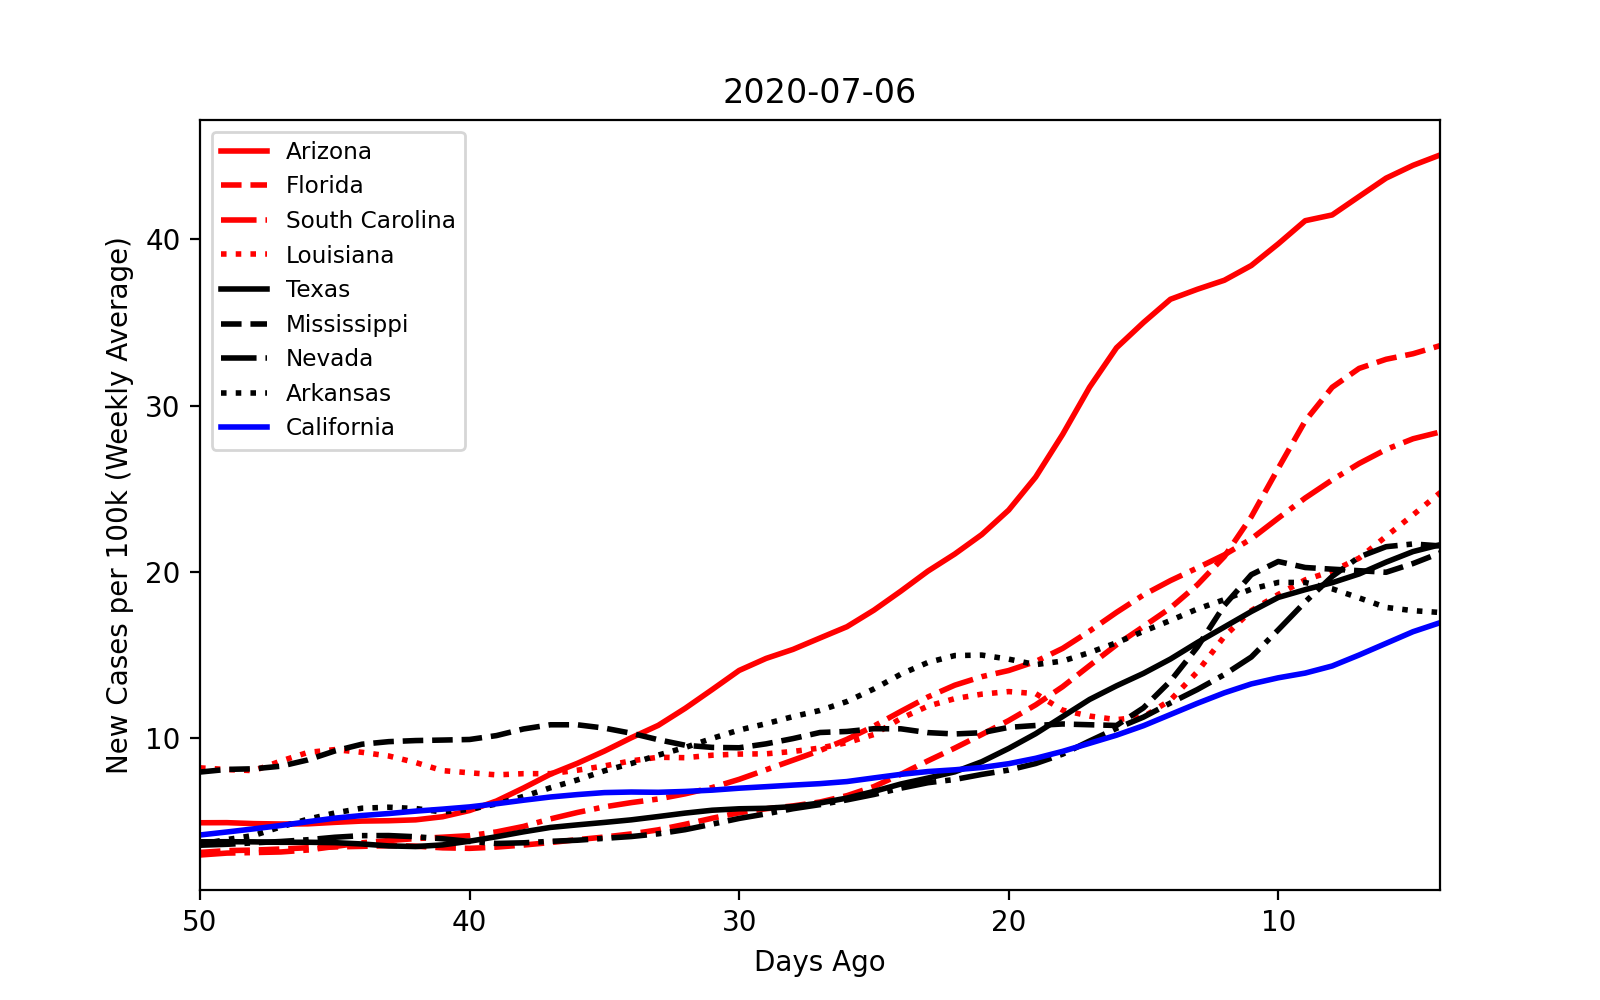 2020-07-06
Arizona
Florida
South Carolina
Louisiana
Texas
Mississippi
Nevada
Arkansas
California
New Cases per 100k (Weekly Average)
40
30
20
10
50 40 30 20 10
Days Ago